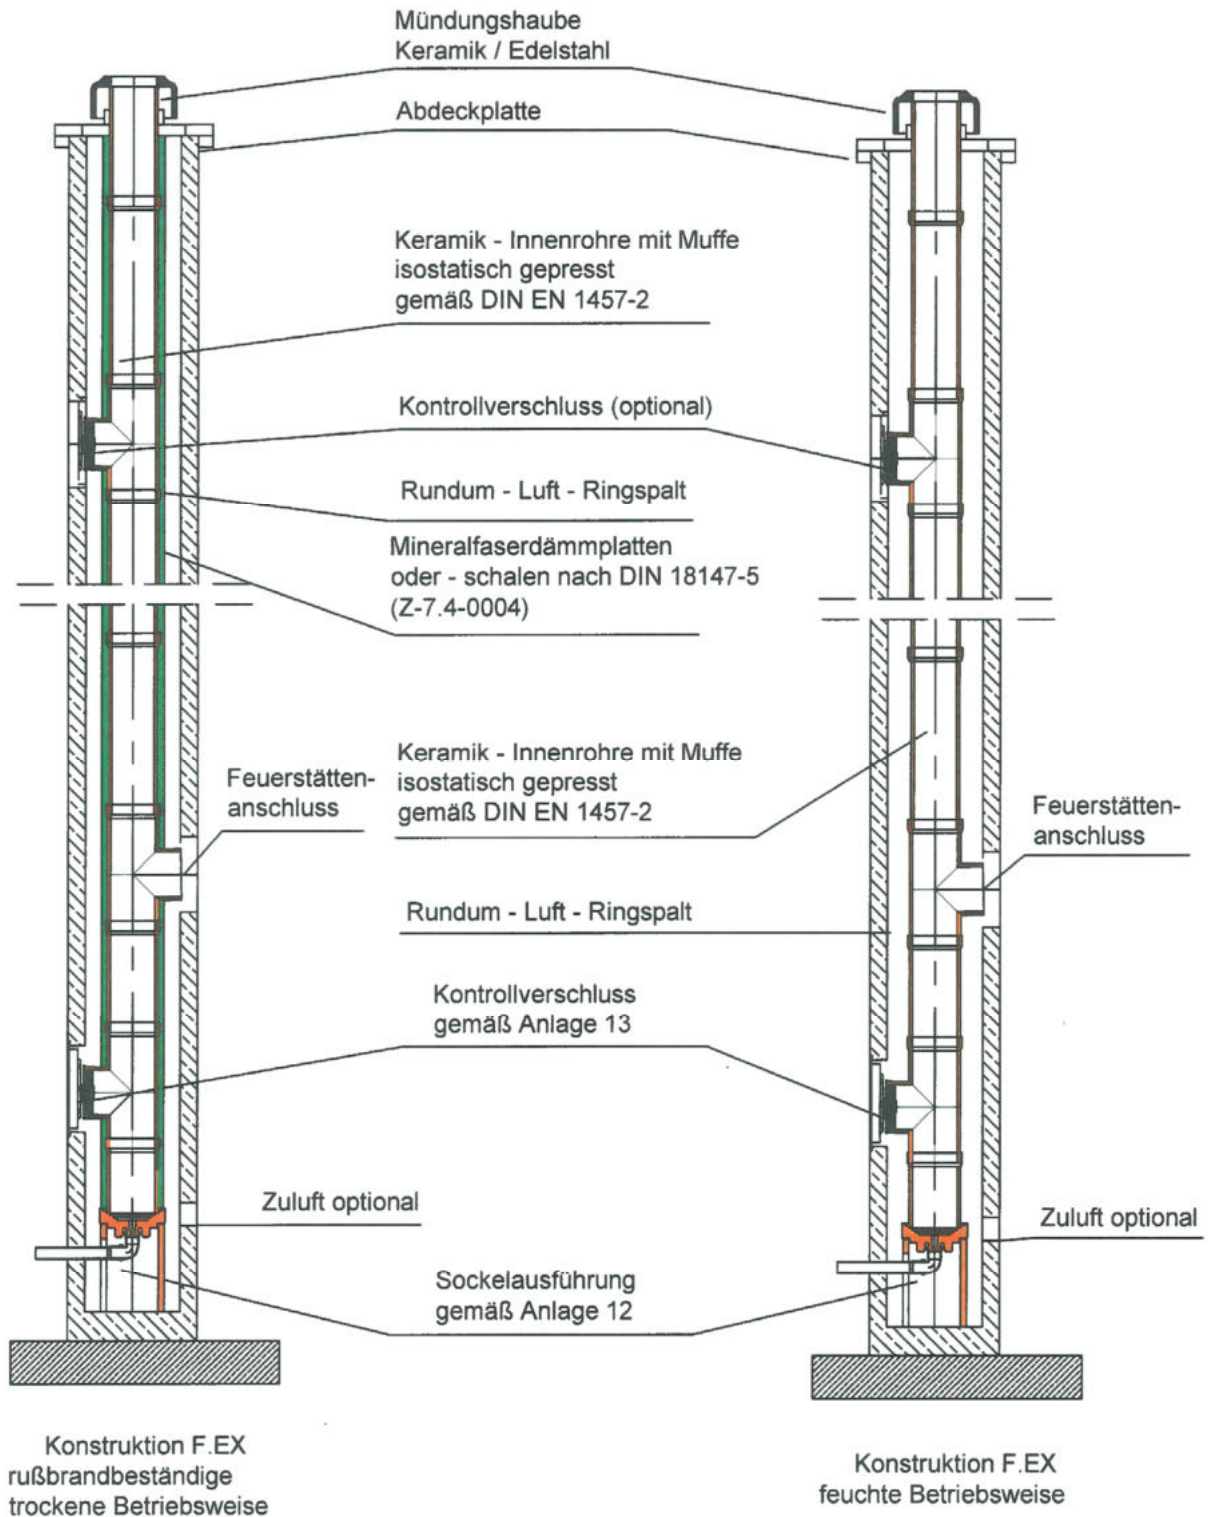 Mündungshaube
Keramik / Edelstahl
Abdeckplatte
Keramik - Innenrohre mit Muffe
isostatisch gepresst
gemäß DIN EN 1457-2
Kontrollverschluss (optional)
Rundum - Luft - Ringspalt
Mineralfaserdämmplatten
oder - schalen nach DIN 18147-5
(Z-7.4-0004)
Keramik - Innenrohre mit Muffe
isostatisch gepresst
gemäß DIN EN 1457-2
Feuerstätten-
anschluss
Feuerstätten-
anschluss
Rundum - Luft - Ringspalt
Kontrollverschluss
gemäß Anlage 13
Zuluft optional
Zuluft optional
Sockelausführung
gemäß Anlage 12
Konstruktion F.EX
rußbrandbeständige
trockene Betriebsweise
Konstruktion F.EX
feuchte Betriebsweise